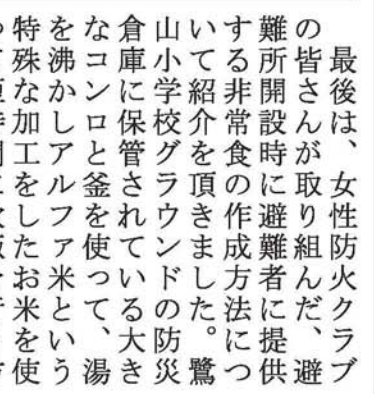 最後は、女性防火クラブ
の皆さんが取り組んだ、避
難所開設時に避難者に提供
する非常食の作成方法につ
いて紹介を頂きました。鷺
山小学校グラウンドの防災
倉庫に保管されている大き
なコンロと釜を使って、湯
を沸かしアルファ米という
特殊な加工をしたお米を使